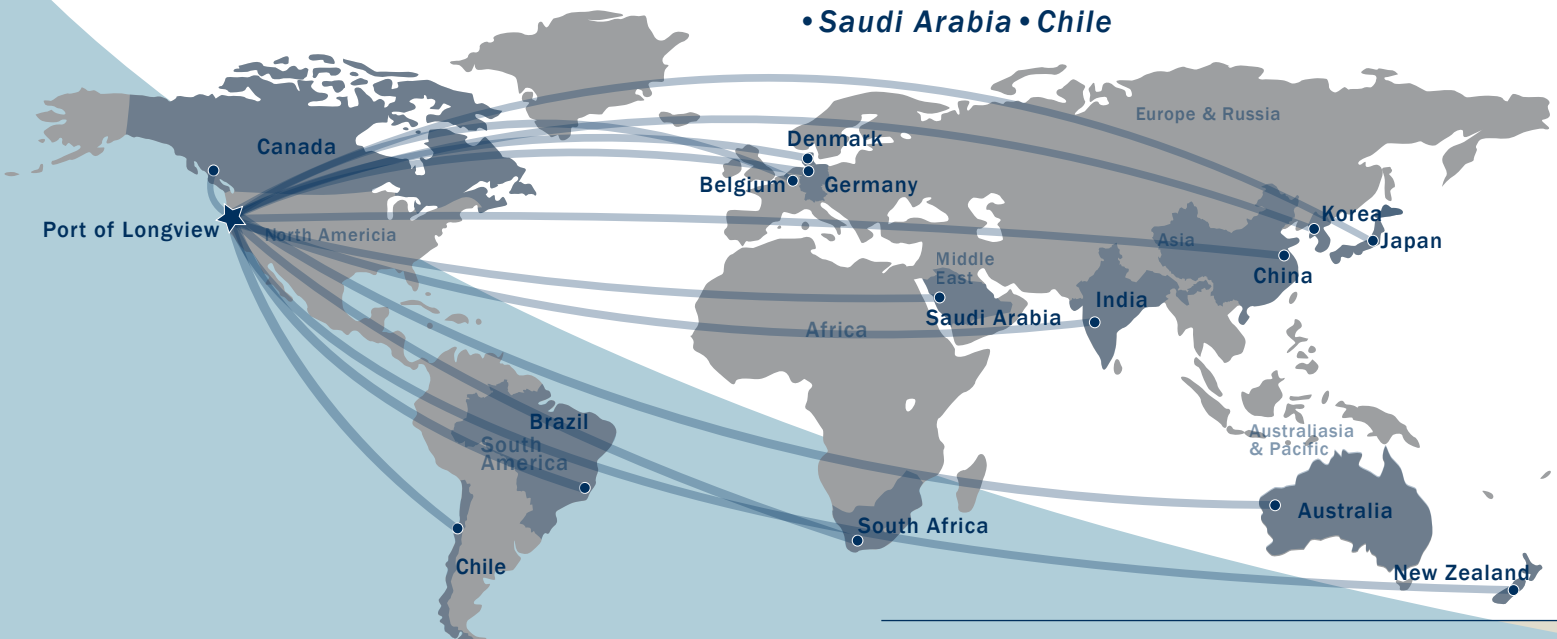 • Saudi Arabia • Chile
Europe & Russia
Denmark
Canada
Belgium
Germany
Korea
Port of Longview
North Americia
Asia
Japan
Middle
East
China
India
Saudi Arabia
Africa
Brazil
South
America
Australiasia
& Pacific
Australia
South Africa
Chile
New Zealand